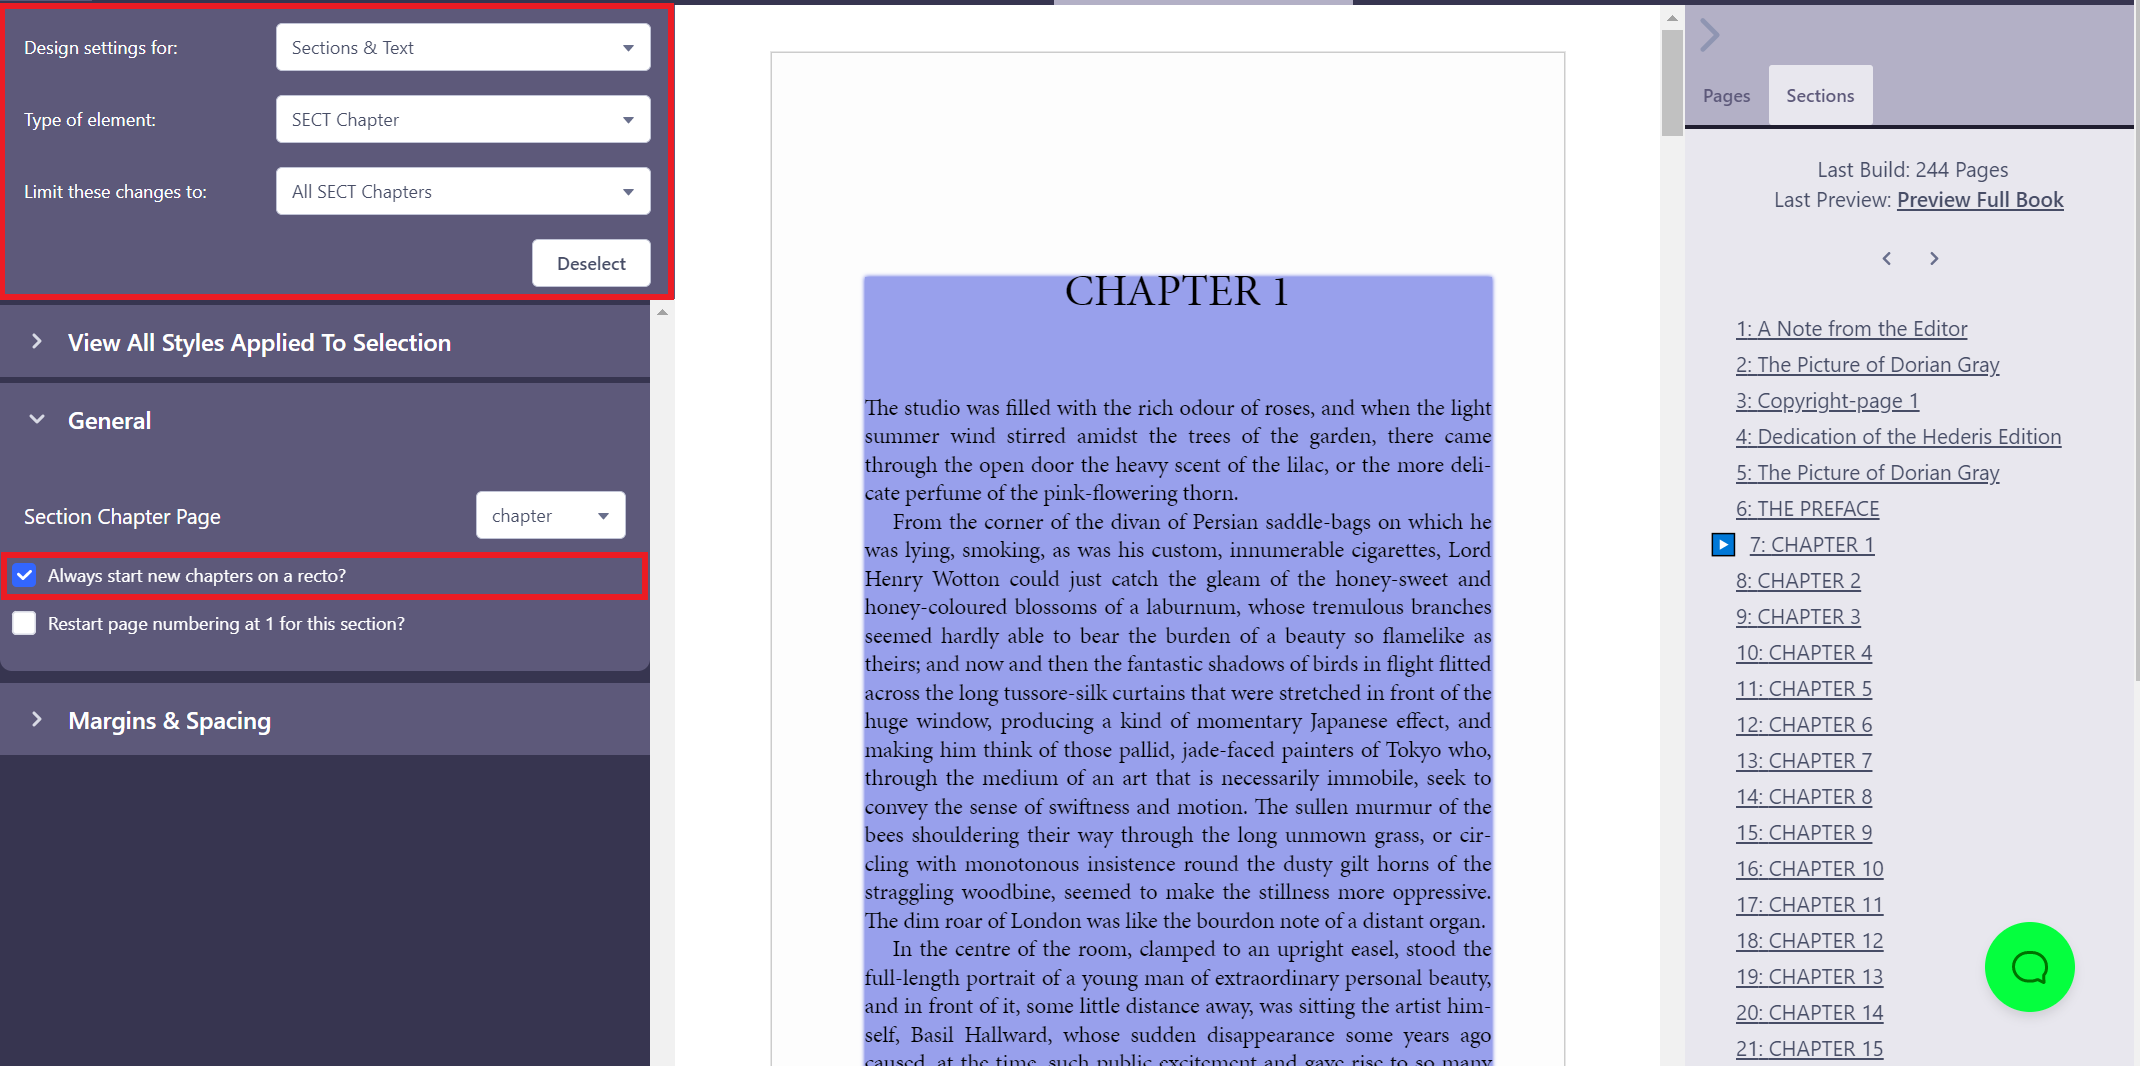 Design settings for:
Sections & Text
Type of element:
SECT Chapter
Limit these changes to:
All SECT Chapters
Deselect
View All Styles Applied To Selection
General
Section Chapter Page
chapter
Always start new chapters on a recto?
Restart page numbering at 1 for this section?
Margins & Spacing
CHAPTER 1
The studio was filled with the rich odour of roses, and when the light
summer wind stirred amidst the trees of the garden, there came
through the open door the heavy scent of the lilac, or the more deli-
cate perfume of the pink-flowering thorn.
From the corner of the divan of Persian saddle-bags on which he
was lying, smoking, as was his custom, innumerable cigarettes, Lord
Henry Wotton could just catch the gleam of the honey-sweet and
honey-coloured blossoms of a laburnum, whose tremulous branches
seemed hardly able to bear the burden of a beauty so flamelike as
theirs; and now and then the fantastic shadows of birds in flight flitted
across the long tussore-silk curtains that were stretched in front of the
huge window, producing a kind of momentary Japanese effect, and
making him think of those pallid, jade-faced painters of Tokyo who,
through the medium of an art that is necessarily immobile, seek to
convey the sense of swiftness and motion. The sullen murmur of the
bees shouldering their way through the long unmown grass, or cir-
cling with monotonous insistence round the dusty gilt horns of the
straggling woodbine, seemed to make the stillness more oppressive.
The dim roar of London was like the bourdon note of a distant organ.
In the centre of the room, clamped to an upright easel, stood the
full-length portrait of a young man of extraordinary personal beauty,
and in front of it, some little distance away, was sitting the artist him-
self, Basil Hallward, whose sudden disappearance some years ago
caused, at the time, such public excitement and gave rise to so many
Pages
Sections
Last Build: 244 Pages
Last Preview: Preview Full Book
1: A Note from the Editor
2: The Picture of Dorian Gray
3: Copyright-page 1
4: Dedication of the Hederis Edition
5: The Picture of Dorian Gray
6: THE PREFACE
7: CHAPTER 1
8: CHAPTER 2
9: CHAPTER 3
10: CHAPTER 4
11: CHAPTER 5
12: CHAPTER 6
13: CHAPTER 7
14: CHAPTER 8
15: CHAPTER 9
16: CHAPTER 10
17: CHAPTER 11
18: CHAPTER 12
19: CHAPTER 13
20: CHAPTER 14
21: CHAPTER 15